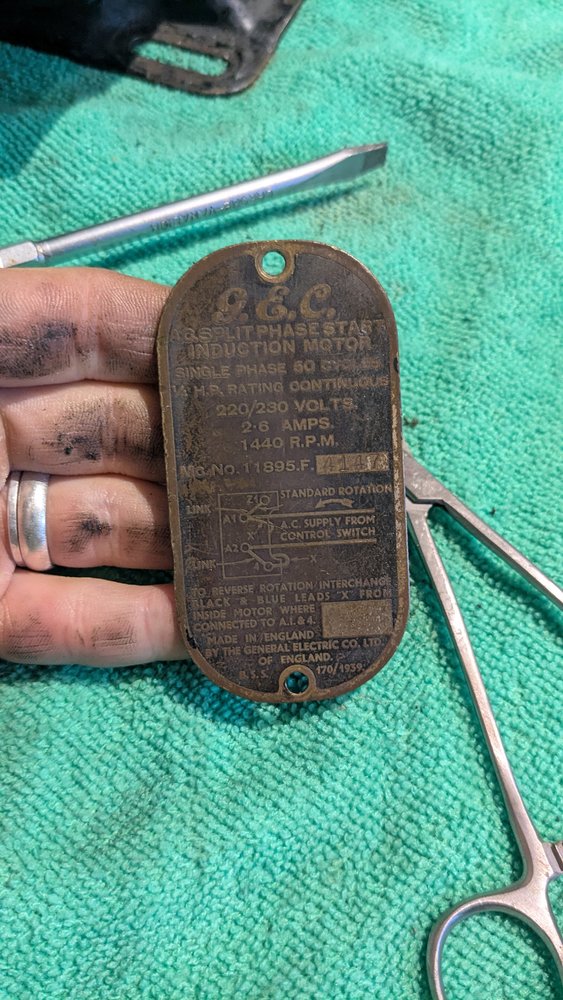 G.E.C.
A.C. SPLIT PHASE START
INDUCTION MOTOR
SINGLE PHASE 50 CYCLES
¼ H.P. RATING CONTINUOUS
220/230 VOLTS.
2·6 AMPS.
1440 R.P.M.
No. 11895.F.
Z1 STANDARD ROTATION
LINK
A1
A.C. SUPPLY FROM
X
CONTROL SWITCH
A2
LINK X
TO REVERSE ROTATION INTERCHANGE
BLACK & BLUE LEADS 'X' FROM
INSIDE MOTOR WHERE
CONNECTED TO A.1.& 4.
MADE IN ENGLAND
BY THE GENERAL ELECTRIC CO. LTD.
OF ENGLAND.
B.S.S. 170/1939.